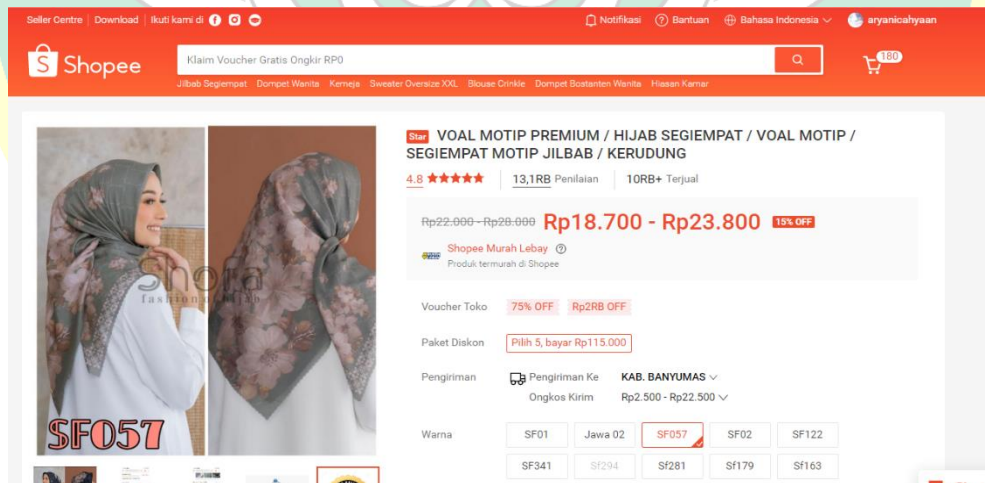 Seller Centre Download Ikuti kami di Notifikasi Bantuan Bahasa Indonesia aryanicahyaan
Shopee Klaim Voucher Gratis Ongkir RP0 180
Jilbab Segiempat Dompet Wanita Kemeja Sweater Oversize XXL Blouse Crinkle Dompet Bostanten Wanita Hiasan Kamar
Star VOAL MOTIP PREMIUM / HIJAB SEGIEMPAT / VOAL MOTIP /
SEGIEMPAT MOTIP JILBAB / KERUDUNG
4.8 13,1RB Penilaian 10RB+ Terjual
Rp22.000 - Rp28.000 Rp18.700 - Rp23.800 15% OFF
Shopee Murah Lebay
Produk termurah di Shopee
Shofa
fashion of hijab
Voucher Toko 75% OFF Rp2RB OFF
Paket Diskon Pilih 5, bayar Rp115.000
Pengiriman Pengiriman Ke KAB. BANYUMAS
Ongkos Kirim Rp2.500 - Rp22.500
SF057
Warna SF01 Jawa 02 SF057 SF02 SF122
SF341 Sf294 Sf281 Sf179 Sf163